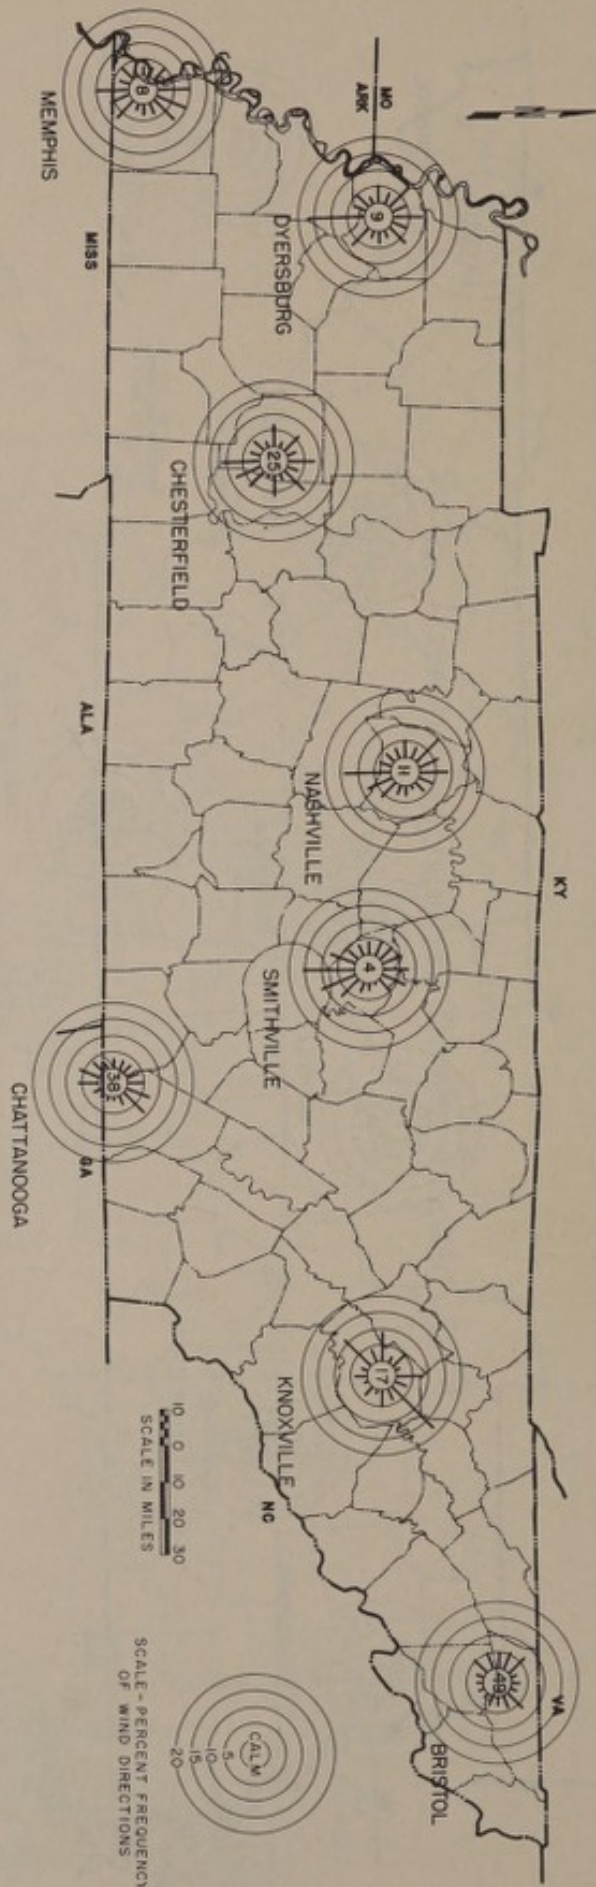 N
MO
ARK
KY
VA
8
MEMPHIS
9
DYERSBURG
25
CHESTERFIELD
11
NASHVILLE
4
SMITHVILLE
38
CHATTANOOGA
17
KNOXVILLE
49
BRISTOL
MISS
ALA
GA
NC
10 0 10 20 30
SCALE IN MILES
CALM
5
10
15
20
SCALE - PERCENT FREQUENCY
OF WIND DIRECTIONS